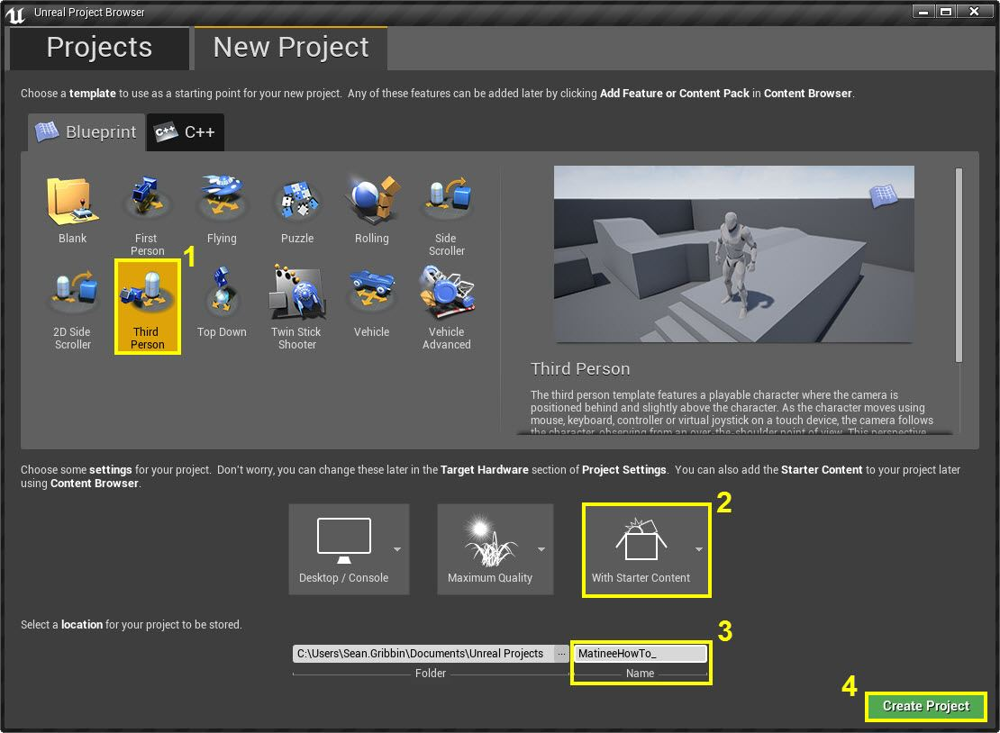 Unreal Project Browser
Projects
New Project
Choose a template to use as a starting point for your new project. Any of these features can be added later by clicking Add Feature or Content Pack in Content Browser.
Blueprint
C++
C++
Blank
First
Person
Flying
Puzzle
Rolling
Side
Scroller
1
2D Side
Scroller
Third
Person
Top Down
Twin Stick
Shooter
Vehicle
Vehicle
Advanced
Third Person
The third person template features a playable character where the camera is
positioned behind and slightly above the character. As the character moves using
mouse, keyboard, controller or virtual joystick on a touch device, the camera follows
the character, observing from an over-the-shoulder point of view. This perspective
Choose some settings for your project. Don't worry, you can change these later in the Target Hardware section of Project Settings. You can also add the Starter Content to your project later
using Content Browser.
2
Desktop / Console
Maximum Quality
With Starter Content
Select a location for your project to be stored.
3
C:\Users\Sean.Gribbin\Documents\Unreal Projects
...
MatineeHowTo_
Folder
Name
4
Create Project